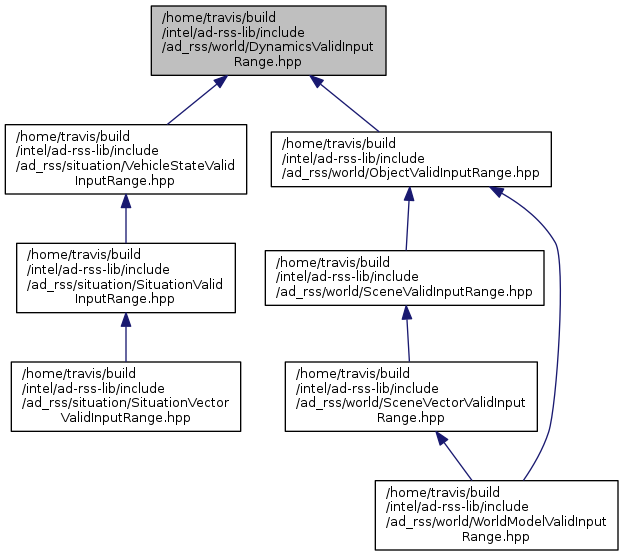 /home/travis/build
/intel/ad-rss-lib/include
/ad_rss/world/DynamicsValidInput
Range.hpp
/home/travis/build
/intel/ad-rss-lib/include
/ad_rss/situation/VehicleStateValid
InputRange.hpp
/home/travis/build
/intel/ad-rss-lib/include
/ad_rss/world/ObjectValidInputRange.hpp
/home/travis/build
/intel/ad-rss-lib/include
/ad_rss/situation/SituationValid
InputRange.hpp
/home/travis/build
/intel/ad-rss-lib/include
/ad_rss/world/SceneValidInputRange.hpp
/home/travis/build
/intel/ad-rss-lib/include
/ad_rss/situation/SituationVector
ValidInputRange.hpp
/home/travis/build
/intel/ad-rss-lib/include
/ad_rss/world/SceneVectorValidInput
Range.hpp
/home/travis/build
/intel/ad-rss-lib/include
/ad_rss/world/WorldModelValidInput
Range.hpp